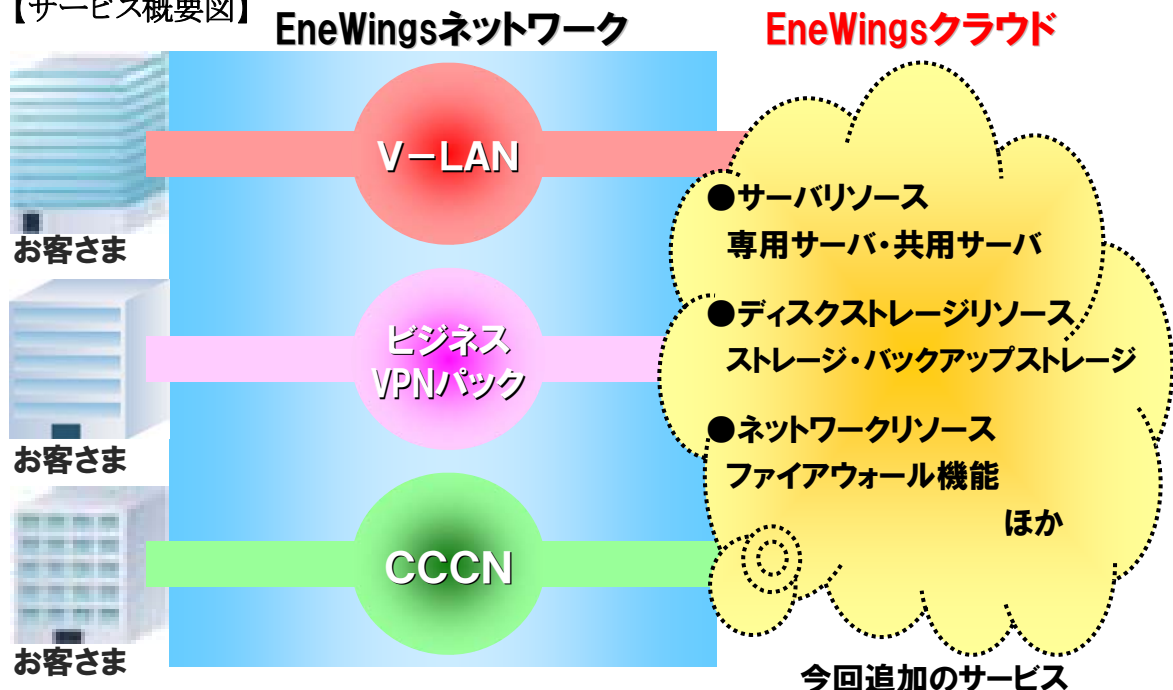 【サービス概要図】
EneWingsネットワーク
EneWingsクラウド
V－LAN
お客さま
ビジネス
VPNパック
お客さま
CCCN
お客さま
●サーバリソース
専用サーバ・共用サーバ
●ディスクストレージリソース
ストレージ・バックアップストレージ
●ネットワークリソース
ファイアウォール機能
ほか
今回追加のサービス